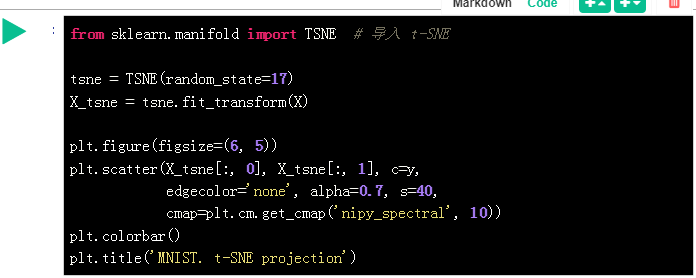 Markdown Code
from sklearn.manifold import TSNE # 导入 t-SNE
tsne = TSNE(random_state=17)
X_tsne = tsne.fit_transform(X)
plt.figure(figsize=(6, 5))
plt.scatter(X_tsne[:, 0], X_tsne[:, 1], c=y,
edgecolor='none', alpha=0.7, s=40,
cmap=plt.cm.get_cmap('nipy_spectral', 10))
plt.colorbar()
plt.title('MNIST. t-SNE projection')